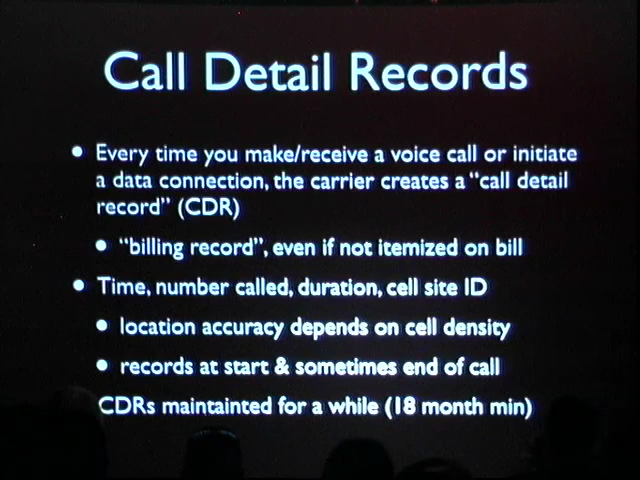 Call Detail Records
• Every time you make/receive a voice call or initiate
a data connection, the carrier creates a "call detail
record" (CDR)
• "billing record", even if not itemized on bill
• Time, number called, duration, cell site ID
• location accuracy depends on cell density
• records at start & sometimes end of call
CDRs maintainted for a while (18 month min)